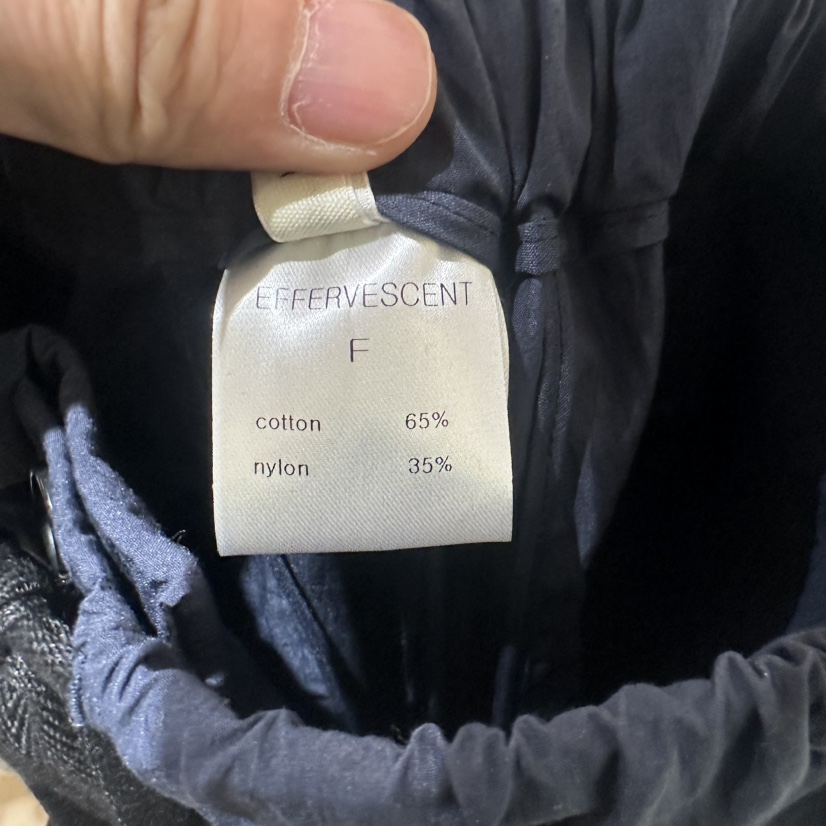 EFFERVESCENT
F
cotton 65%
nylon 35%